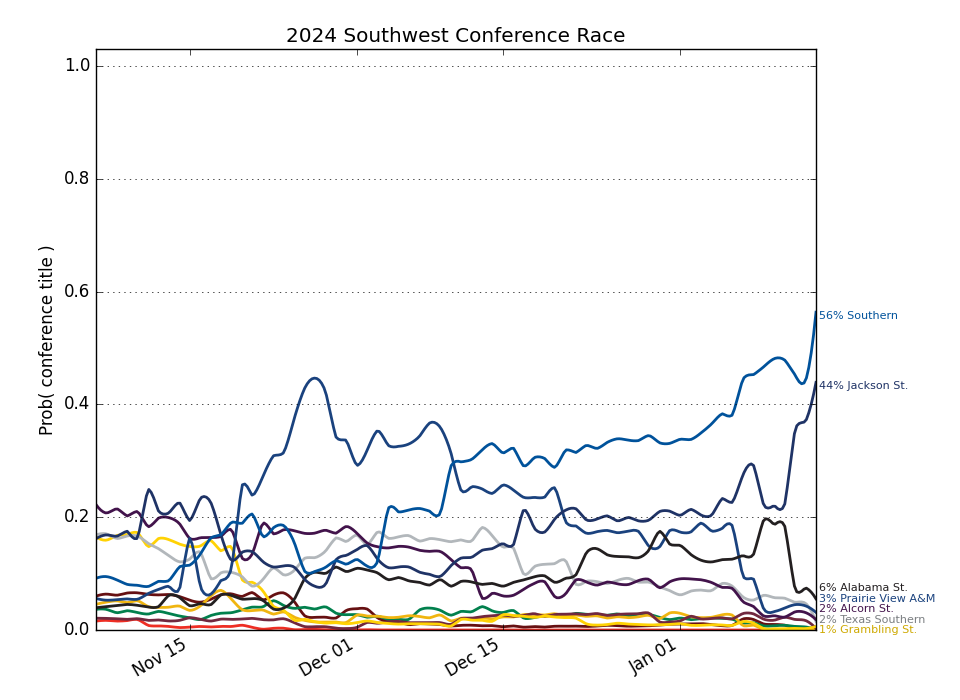 2024 Southwest Conference Race
Prob( conference title )
1.0
0.8
0.6
0.4
0.2
0.0
Nov 15
Dec 01
Dec 15
Jan 01
56% Southern
44% Jackson St.
6% Alabama St.
3% Prairie View A&M
2% Alcorn St.
2% Texas Southern
1% Grambling St.